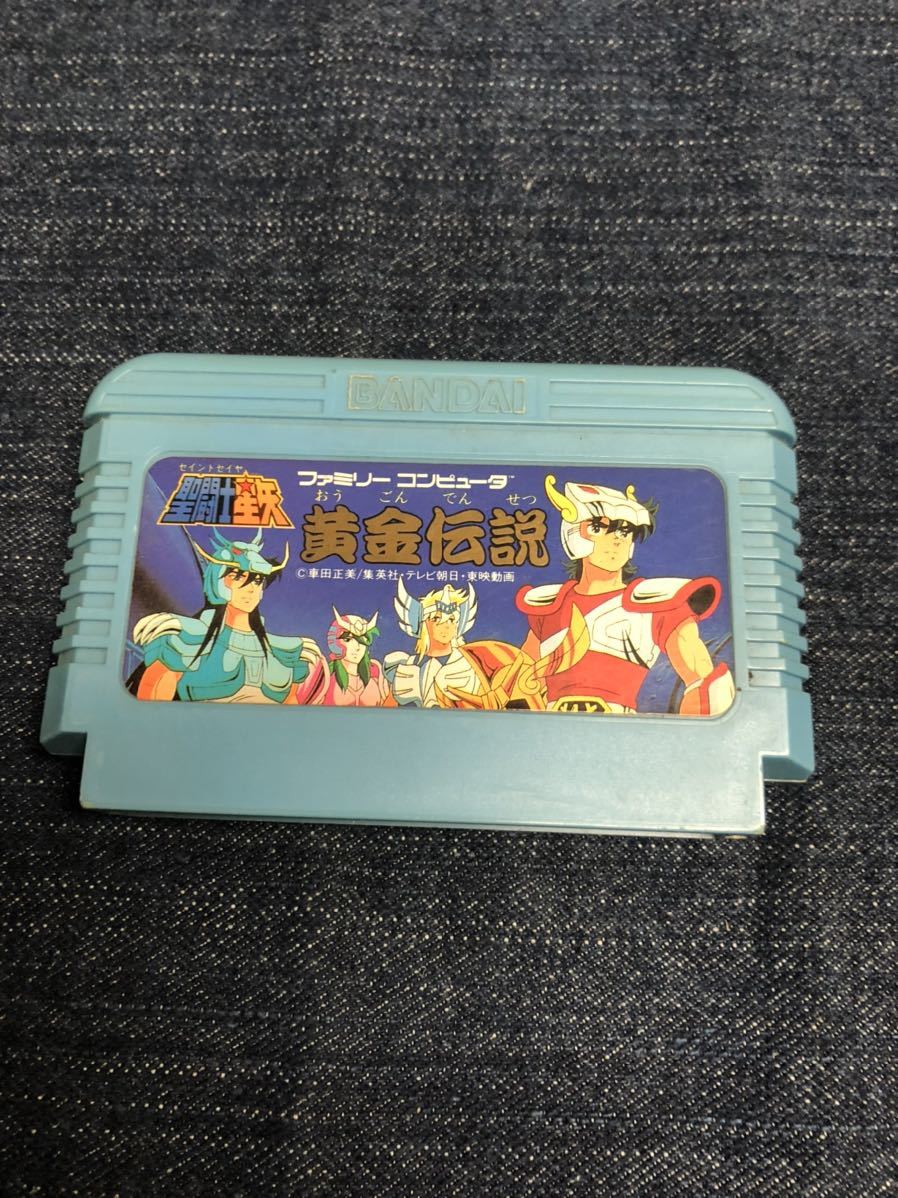 BANDAI
セイントセイヤ
聖闘士星矢
ファミリー コンピュータ™
おう ごん でん せつ
黄金伝説
©車田正美/集英社・テレビ朝日・東映動画